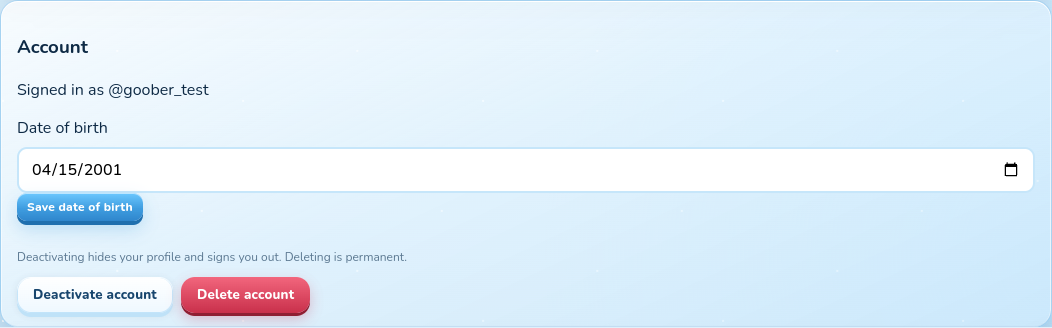 Account
Signed in as @goober_test
Date of birth
04/15/2001
Save date of birth
Deactivating hides your profile and signs you out. Deleting is permanent.
Deactivate account Delete account